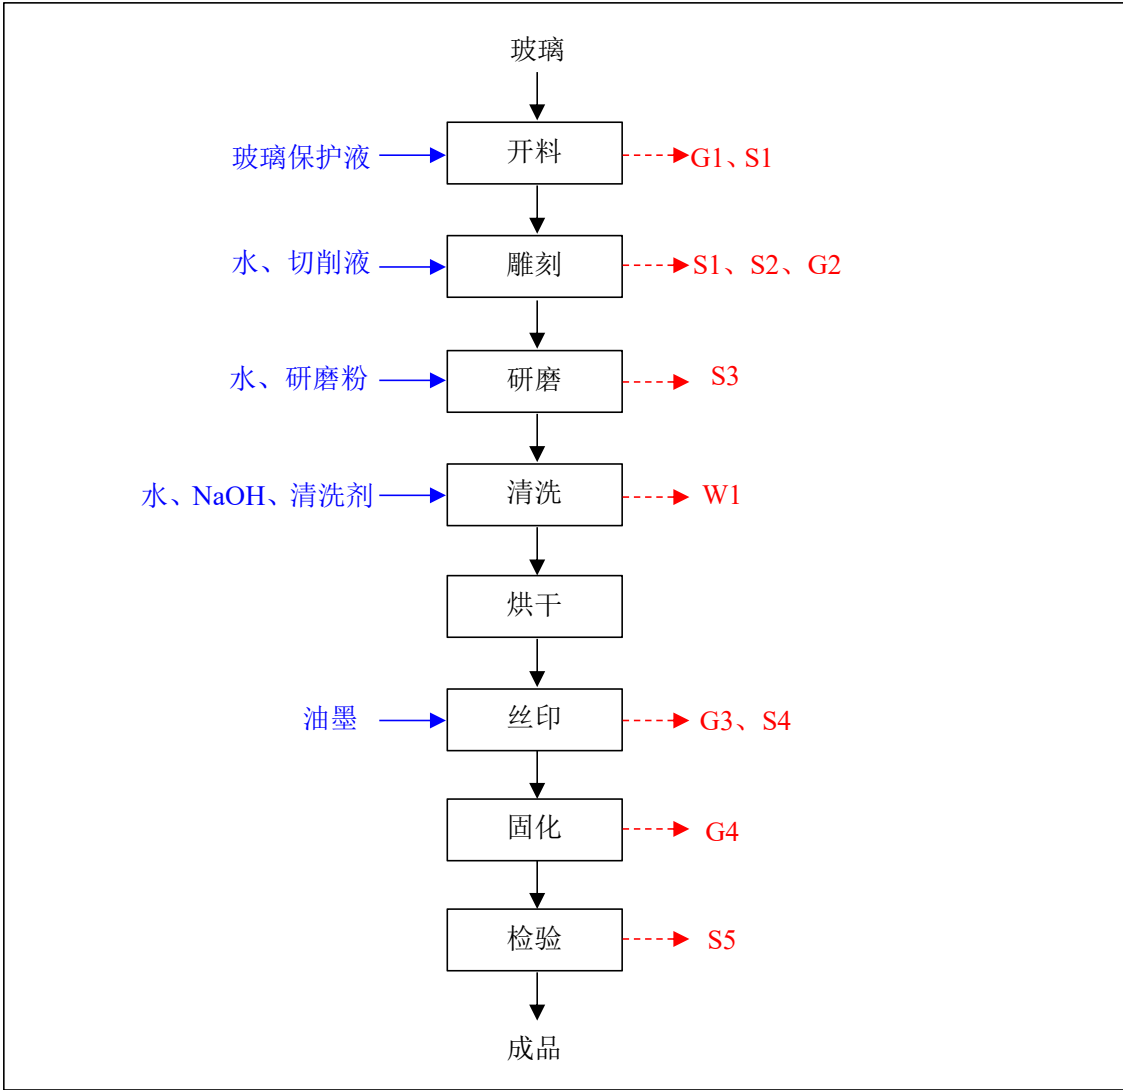 玻璃
玻璃保护液 开料 G1、S1
水、切削液 雕刻 S1、S2、G2
水、研磨粉 研磨 S3
水、NaOH、清洗剂 清洗 W1
烘干
油墨 丝印 G3、S4
固化 G4
检验 S5
成品